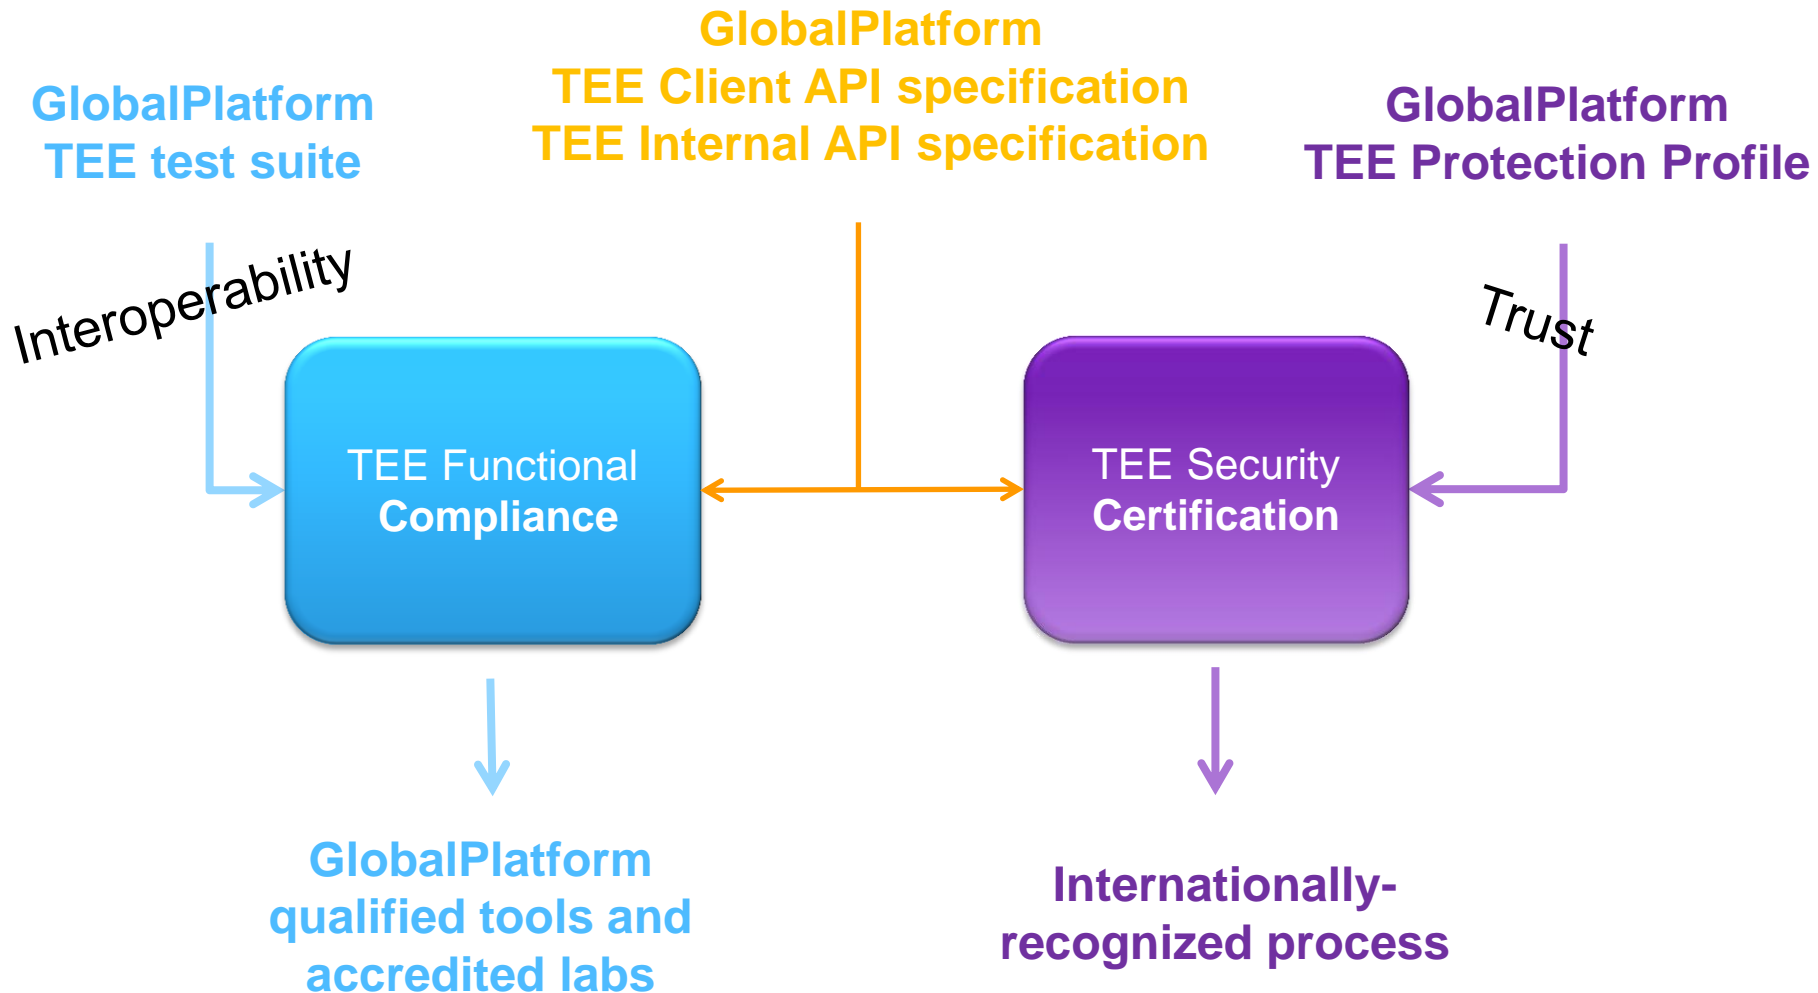 GlobalPlatform
TEE test suite
GlobalPlatform
TEE Client API specification
TEE Internal API specification
GlobalPlatform
TEE Protection Profile
Interoperability
Trust
TEE Functional
Compliance
TEE Security
Certification
GlobalPlatform
qualified tools and
accredited labs
Internationally-
recognized process